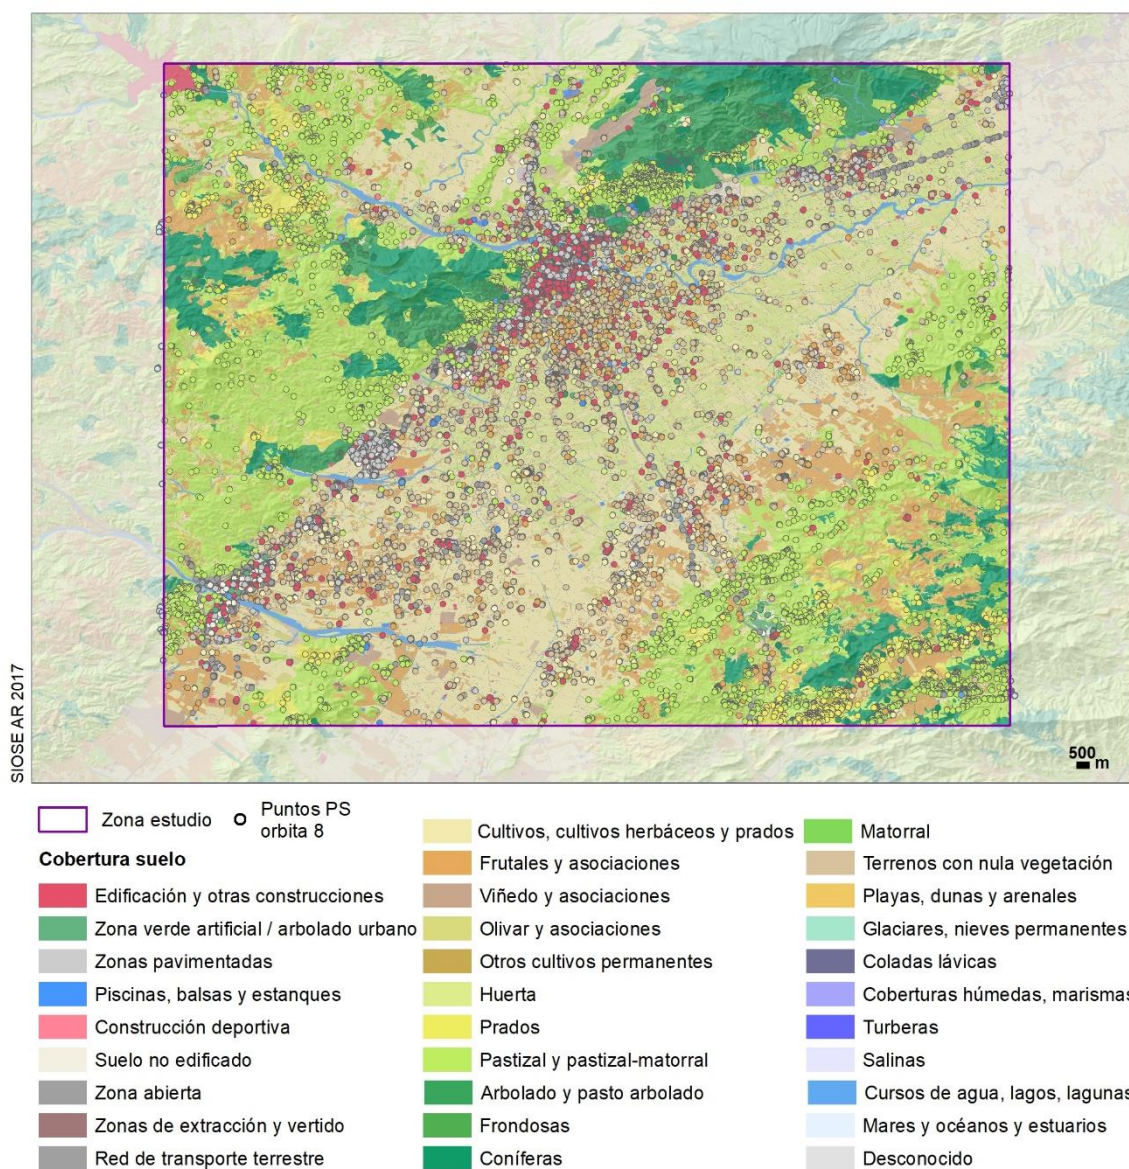 SIOSE AR 2017
500
m
Zona estudio
Puntos PS
orbita 8
Cobertura suelo
Edificación y otras construcciones
Zona verde artificial / arbolado urbano
Zonas pavimentadas
Piscinas, balsas y estanques
Construcción deportiva
Suelo no edificado
Zona abierta
Zonas de extracción y vertido
Red de transporte terrestre
Cultivos, cultivos herbáceos y prados
Frutales y asociaciones
Viñedo y asociaciones
Olivar y asociaciones
Otros cultivos permanentes
Huerta
Prados
Pastizal y pastizal-matorral
Arbolado y pasto arbolado
Frondosas
Coníferas
Matorral
Terrenos con nula vegetación
Playas, dunas y arenales
Glaciares, nieves permanentes
Coladas lávicas
Coberturas húmedas, marismas
Turberas
Salinas
Cursos de agua, lagos, lagunas
Mares y océanos y estuarios
Desconocido